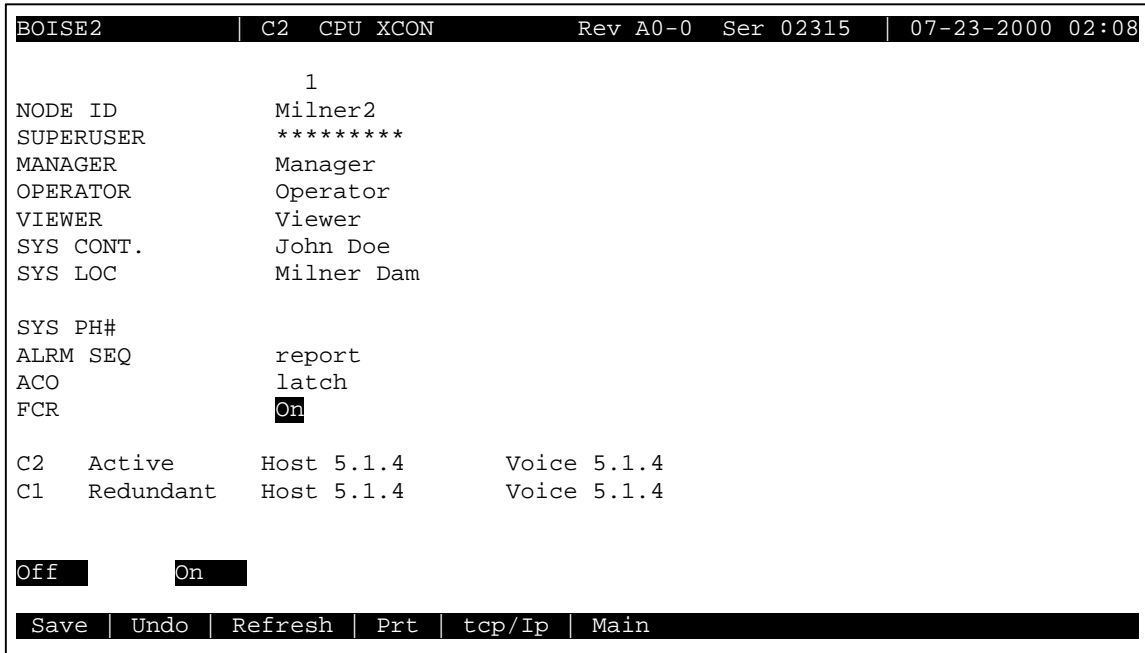 BOISE2 | C2 CPU XCON Rev A0-0 Ser 02315 | 07-23-2000 02:08
1
NODE ID Milner2
SUPERUSER *********
MANAGER Manager
OPERATOR Operator
VIEWER Viewer
SYS CONT. John Doe
SYS LOC Milner Dam
SYS PH#
ALRM SEQ report
ACO latch
FCR On
C2 Active Host 5.1.4 Voice 5.1.4
C1 Redundant Host 5.1.4 Voice 5.1.4
Off On
Save | Undo | Refresh | Prt | tcp/Ip | Main